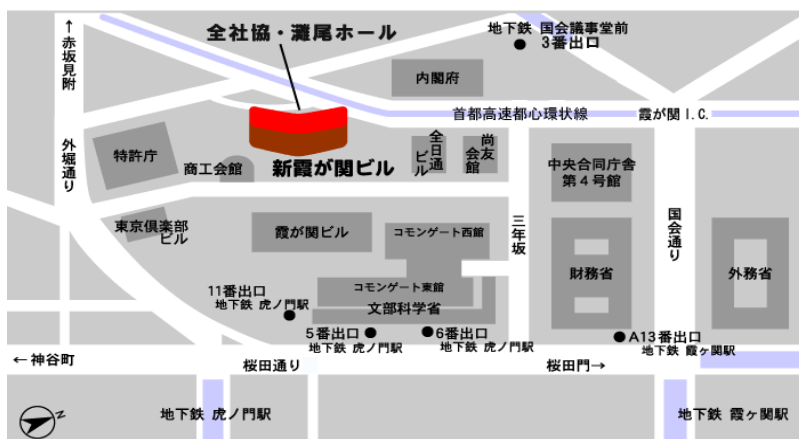 ↑赤坂見附
全社協・灘尾ホール
地下鉄 国会議事堂前
3番出口
内閣府
首都高速都心環状線
霞が関 I.C.
外堀通り
特許庁
商工会館
新霞が関ビル
全日通
ビル
尚友
会館
中央合同庁舎
第4号館
東京倶楽部
ビル
霞が関ビル
コモンゲート西館
三年坂
国会通り
財務省
外務省
コモンゲート東館
文部科学省
11番出口
地下鉄 虎ノ門駅
5番出口
地下鉄 虎ノ門駅
6番出口
地下鉄 虎ノ門駅
A13番出口
地下鉄 霞ヶ関駅
←神谷町
桜田通り
桜田門→
地下鉄 虎ノ門駅
地下鉄 霞ヶ関駅
N